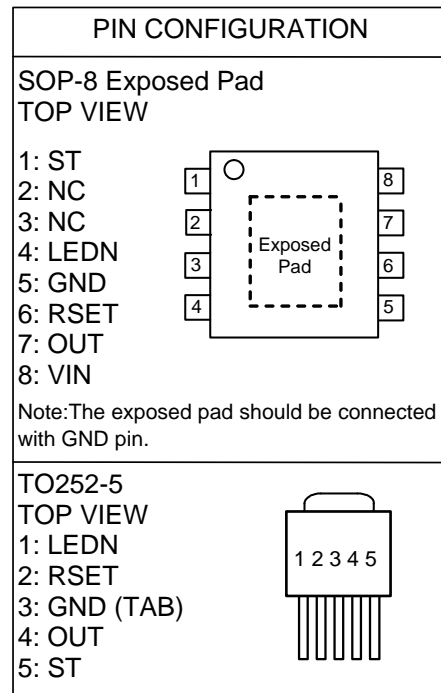 PIN CONFIGURATION
SOP-8 Exposed Pad
TOP VIEW
1: ST
2: NC
3: NC
4: LEDN
5: GND
6: RSET
7: OUT
8: VIN
1
2
3
4
Exposed
Pad
8
7
6
5
Note:The exposed pad should be connected
with GND pin.
TO252-5
TOP VIEW
1: LEDN
2: RSET
3: GND (TAB)
4: OUT
5: ST
1 2 3 4 5